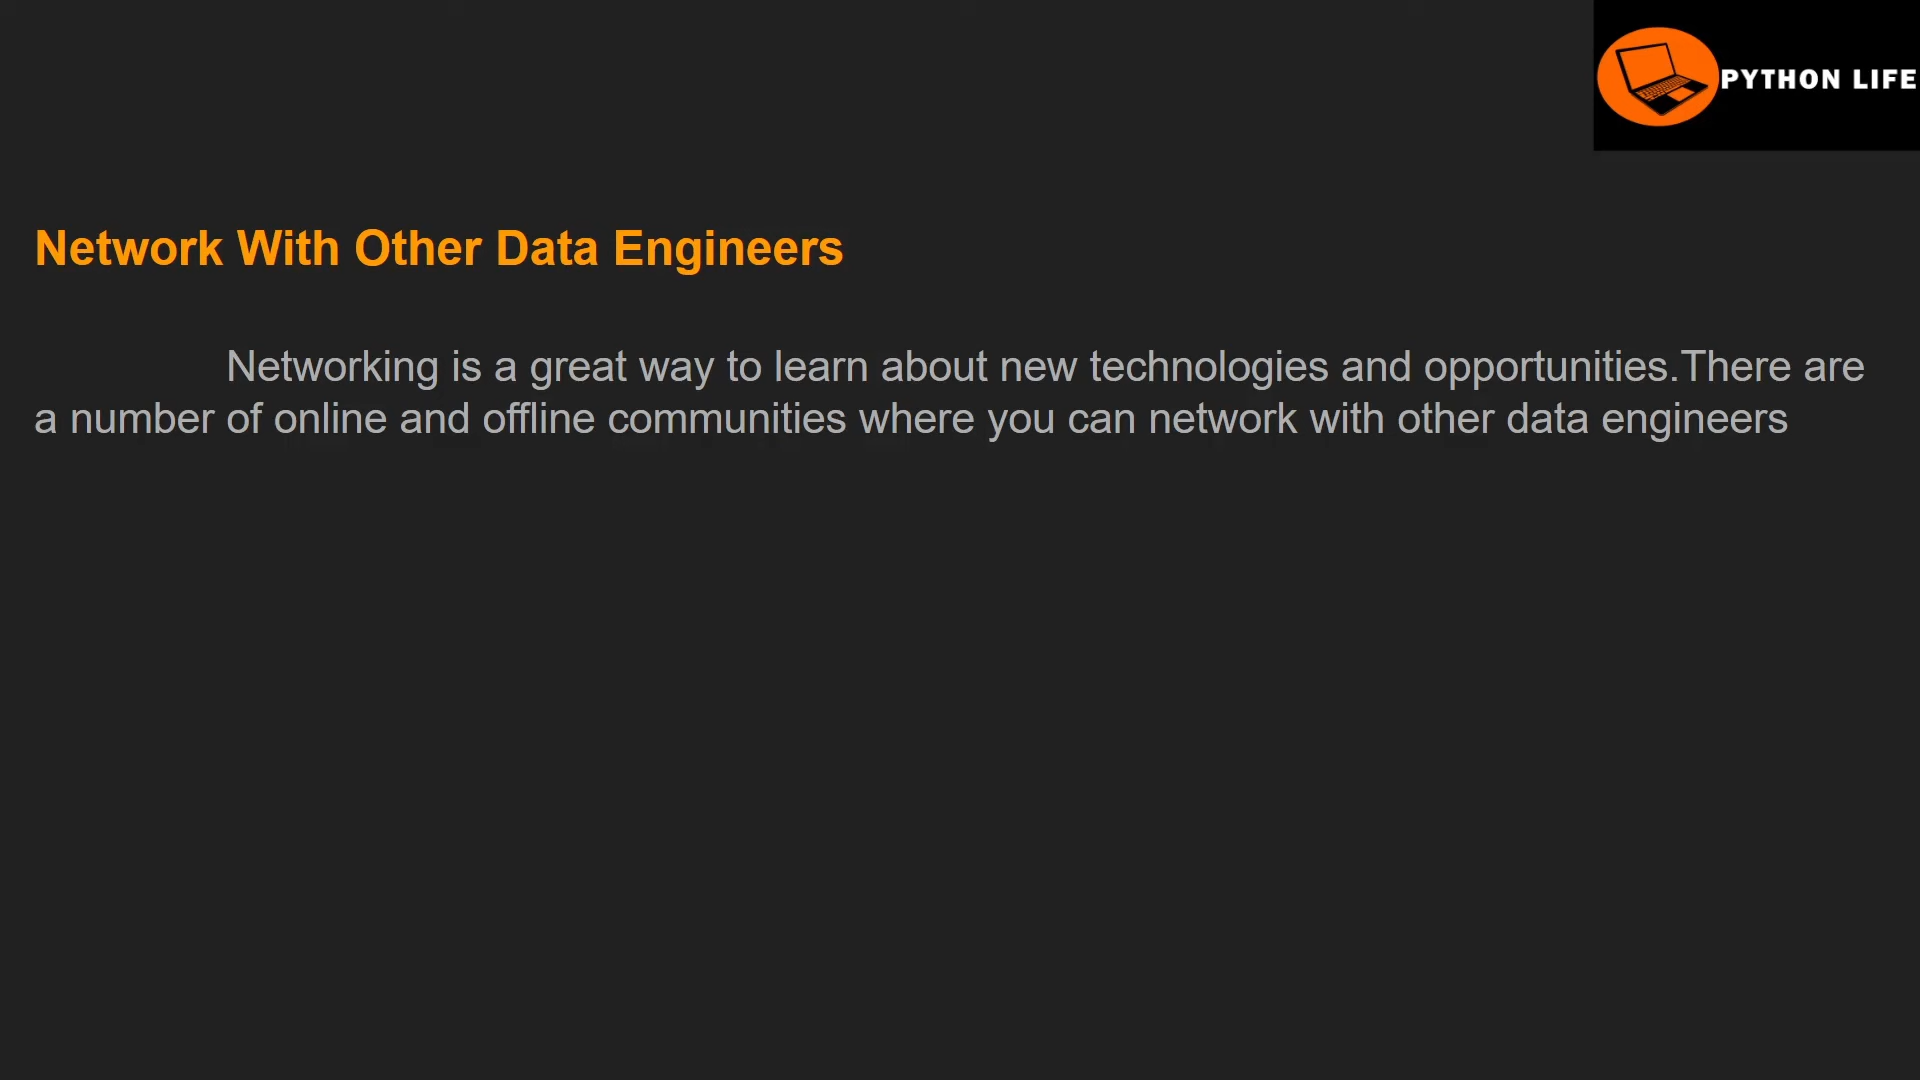 PYTHON LIFE
Network With Other Data Engineers
Networking is a great way to learn about new technologies and opportunities.There are
a number of online and offline communities where you can network with other data engineers